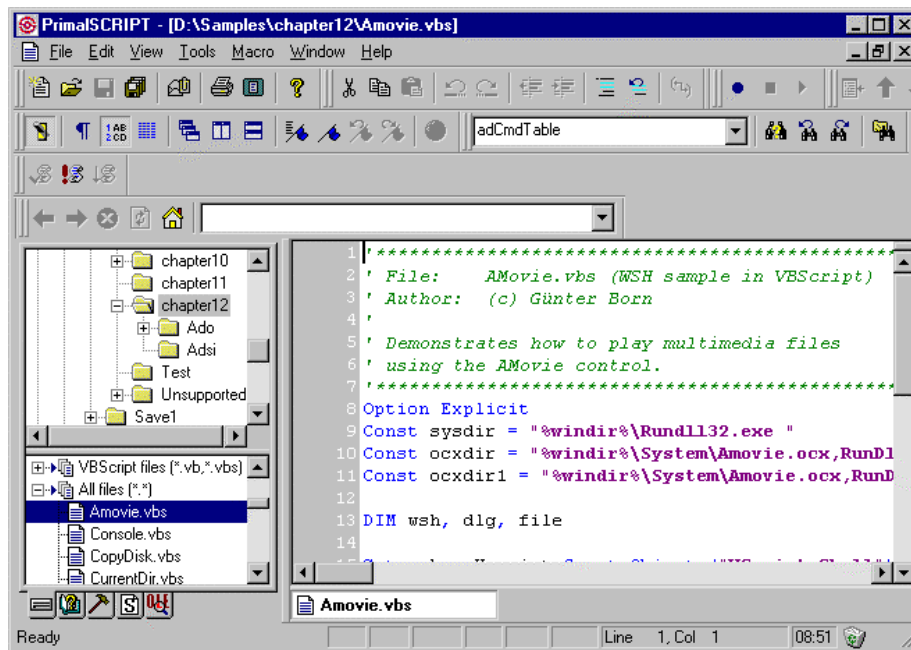 PrimalSCRIPT - [D:\Samples\chapter12\Amovie.vbs]
File Edit View Tools Macro Window Help
adCmdTable
chapter10
chapter11
chapter12
Ado
Adsi
Test
Unsupported
Save1
VBScript files (*.vb,*.vbs)
All files (*.*)
Amovie.vbs
Console.vbs
CopyDisk.vbs
CurrentDir.vbs
1 '************************************************
2 ' File: AMovie.vbs (WSH sample in VBScript)
3 ' Author: (c) Günter Born
4 '
5 ' Demonstrates how to play multimedia files
6 ' using the AMovie control.
7 '************************************************
8 Option Explicit
9 Const sysdir = "%windir%\Rundll32.exe "
10 Const ocxdir = "%windir%\System\Amovie.ocx,RunDl
11 Const ocxdir1 = "%windir%\System\Amovie.ocx,RunD
12
13 DIM wsh, dlg, file
14
Amovie.vbs
Ready Line 1, Col 1 08:51